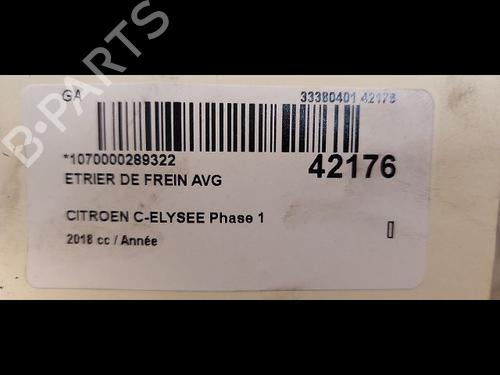 GA 33380401 42176
*1070000289322
42176
ETRIER DE FREIN AVG
CITROEN C-ELYSEE Phase 1
2018 cc / Année
B-PARTS